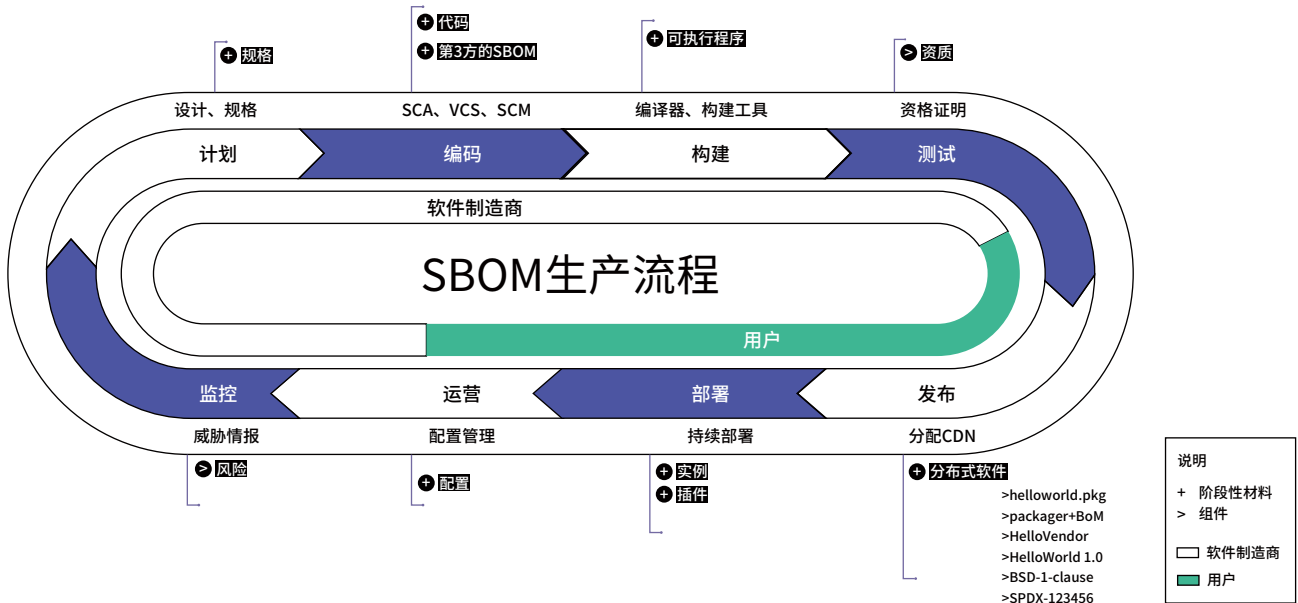 + 规格
+ 代码
+ 第3方的SBOM
+ 可执行程序
> 资质
设计、规格
SCA、VCS、SCM
编译器、构建工具
资格证明
计划
编码
构建
测试
软件制造商
SBOM生产流程
用户
监控
运营
部署
发布
威胁情报
配置管理
持续部署
分配CDN
> 风险
+ 配置
+ 实例
+ 插件
+ 分布式软件
>helloworld.pkg
>packager+BoM
>HelloVendor
>HelloWorld 1.0
>BSD-1-clause
>SPDX-123456
说明
+ 阶段性材料
> 组件
软件制造商
用户